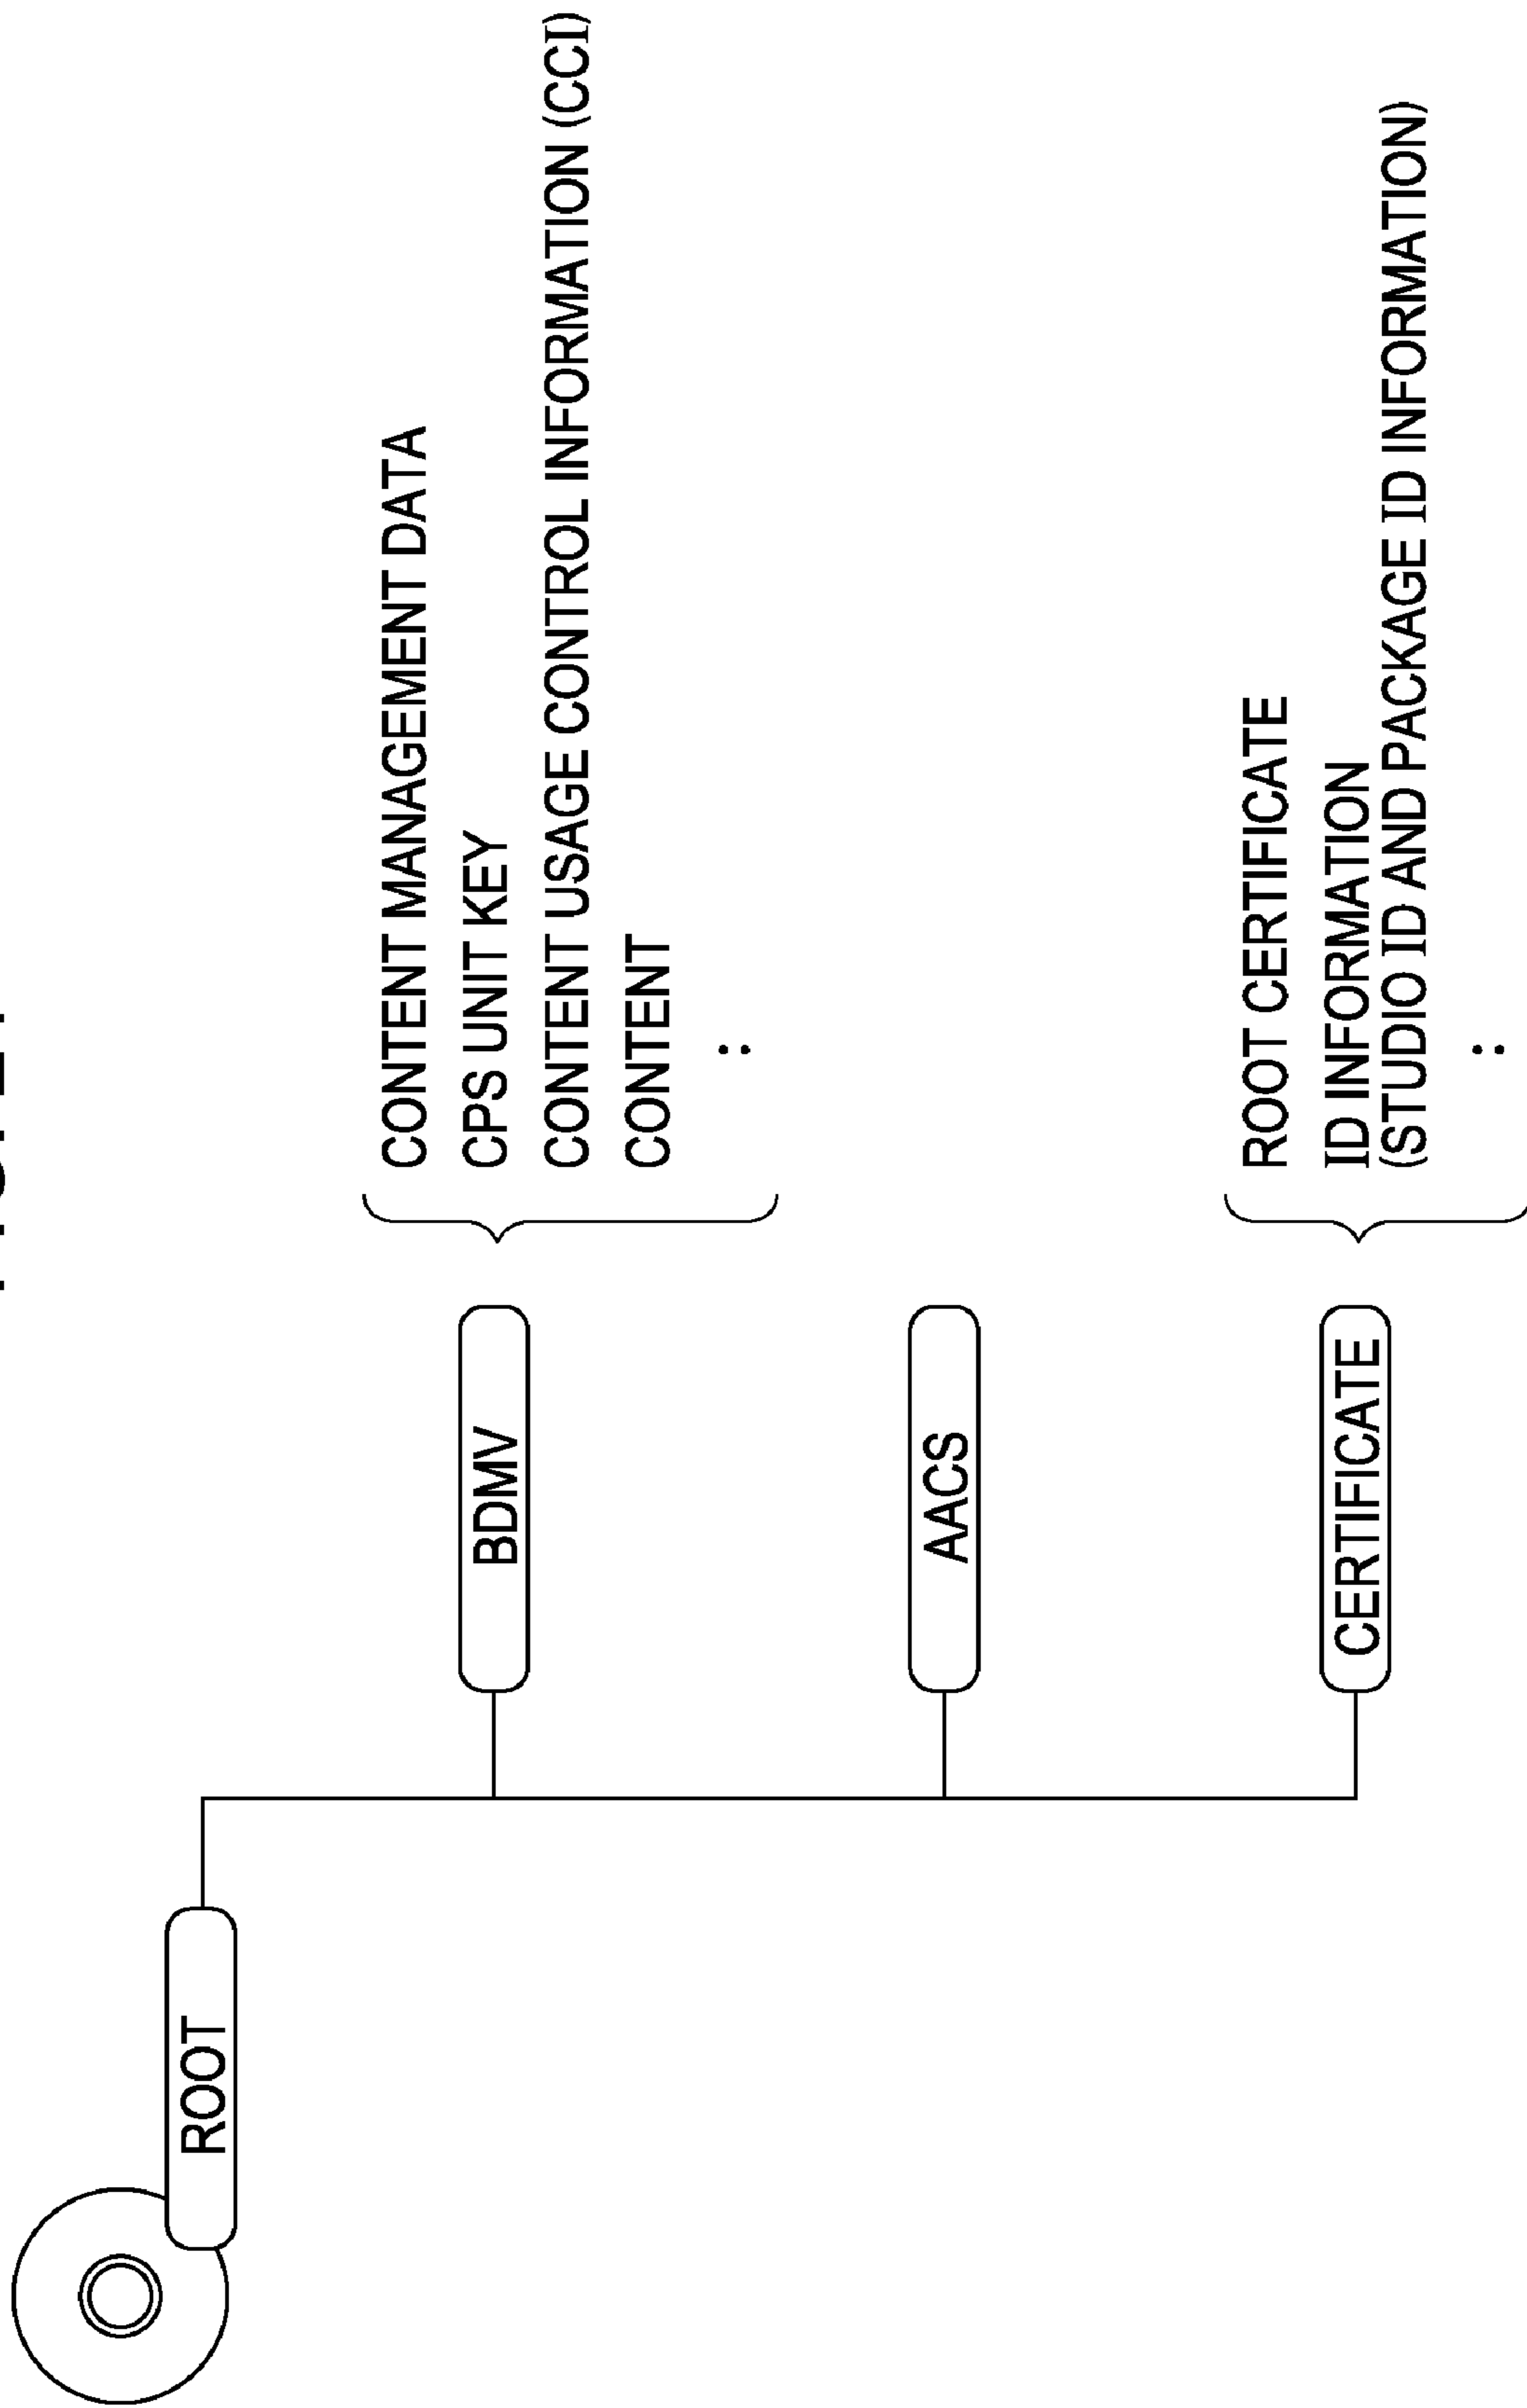 ROOT
BDMV
CONTENT MANAGEMENT DATA
CPS UNIT KEY
CONTENT USAGE CONTROL INFORMATION (CCI)
CONTENT
:
AACS
CERTIFICATE
ROOT CERTIFICATE
ID INFORMATION
(STUDIO ID AND PACKAGE ID INFORMATION)
: